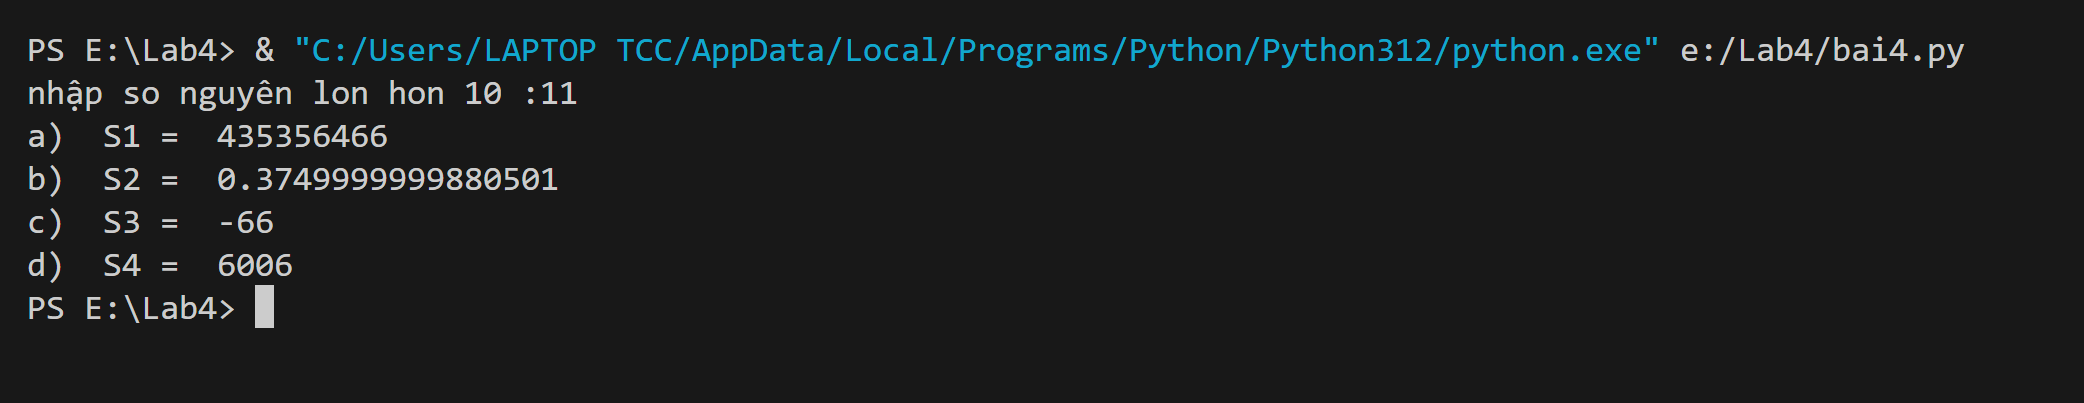 PS E:\Lab4> & "C:/Users/LAPTOP TCC/AppData/Local/Programs/Python/Python312/python.exe" e:/Lab4/bai4.py
nhập so nguyên lon hon 10 :11
a)  S1 =  435356466
b)  S2 =  0.3749999999880501
c)  S3 =  -66
d)  S4 =  6006
PS E:\Lab4>